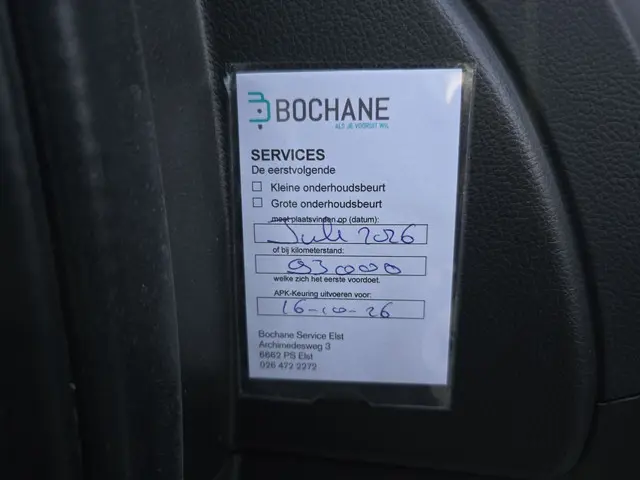 BOCHANE
ALS JE VOORUIT WIL
SERVICES
De eerstvolgende
Kleine onderhoudsbeurt
Grote onderhoudsbeurt
moet plaatsvinden op (datum):
Juli 2026
of bij kilometerstand:
93000
welke zich het eerste voordoet.
APK-Keuring uitvoeren voor:
16-10-26
Bochane Service Elst
Archimedesweg 3
6662 PS Elst
026 472 2272